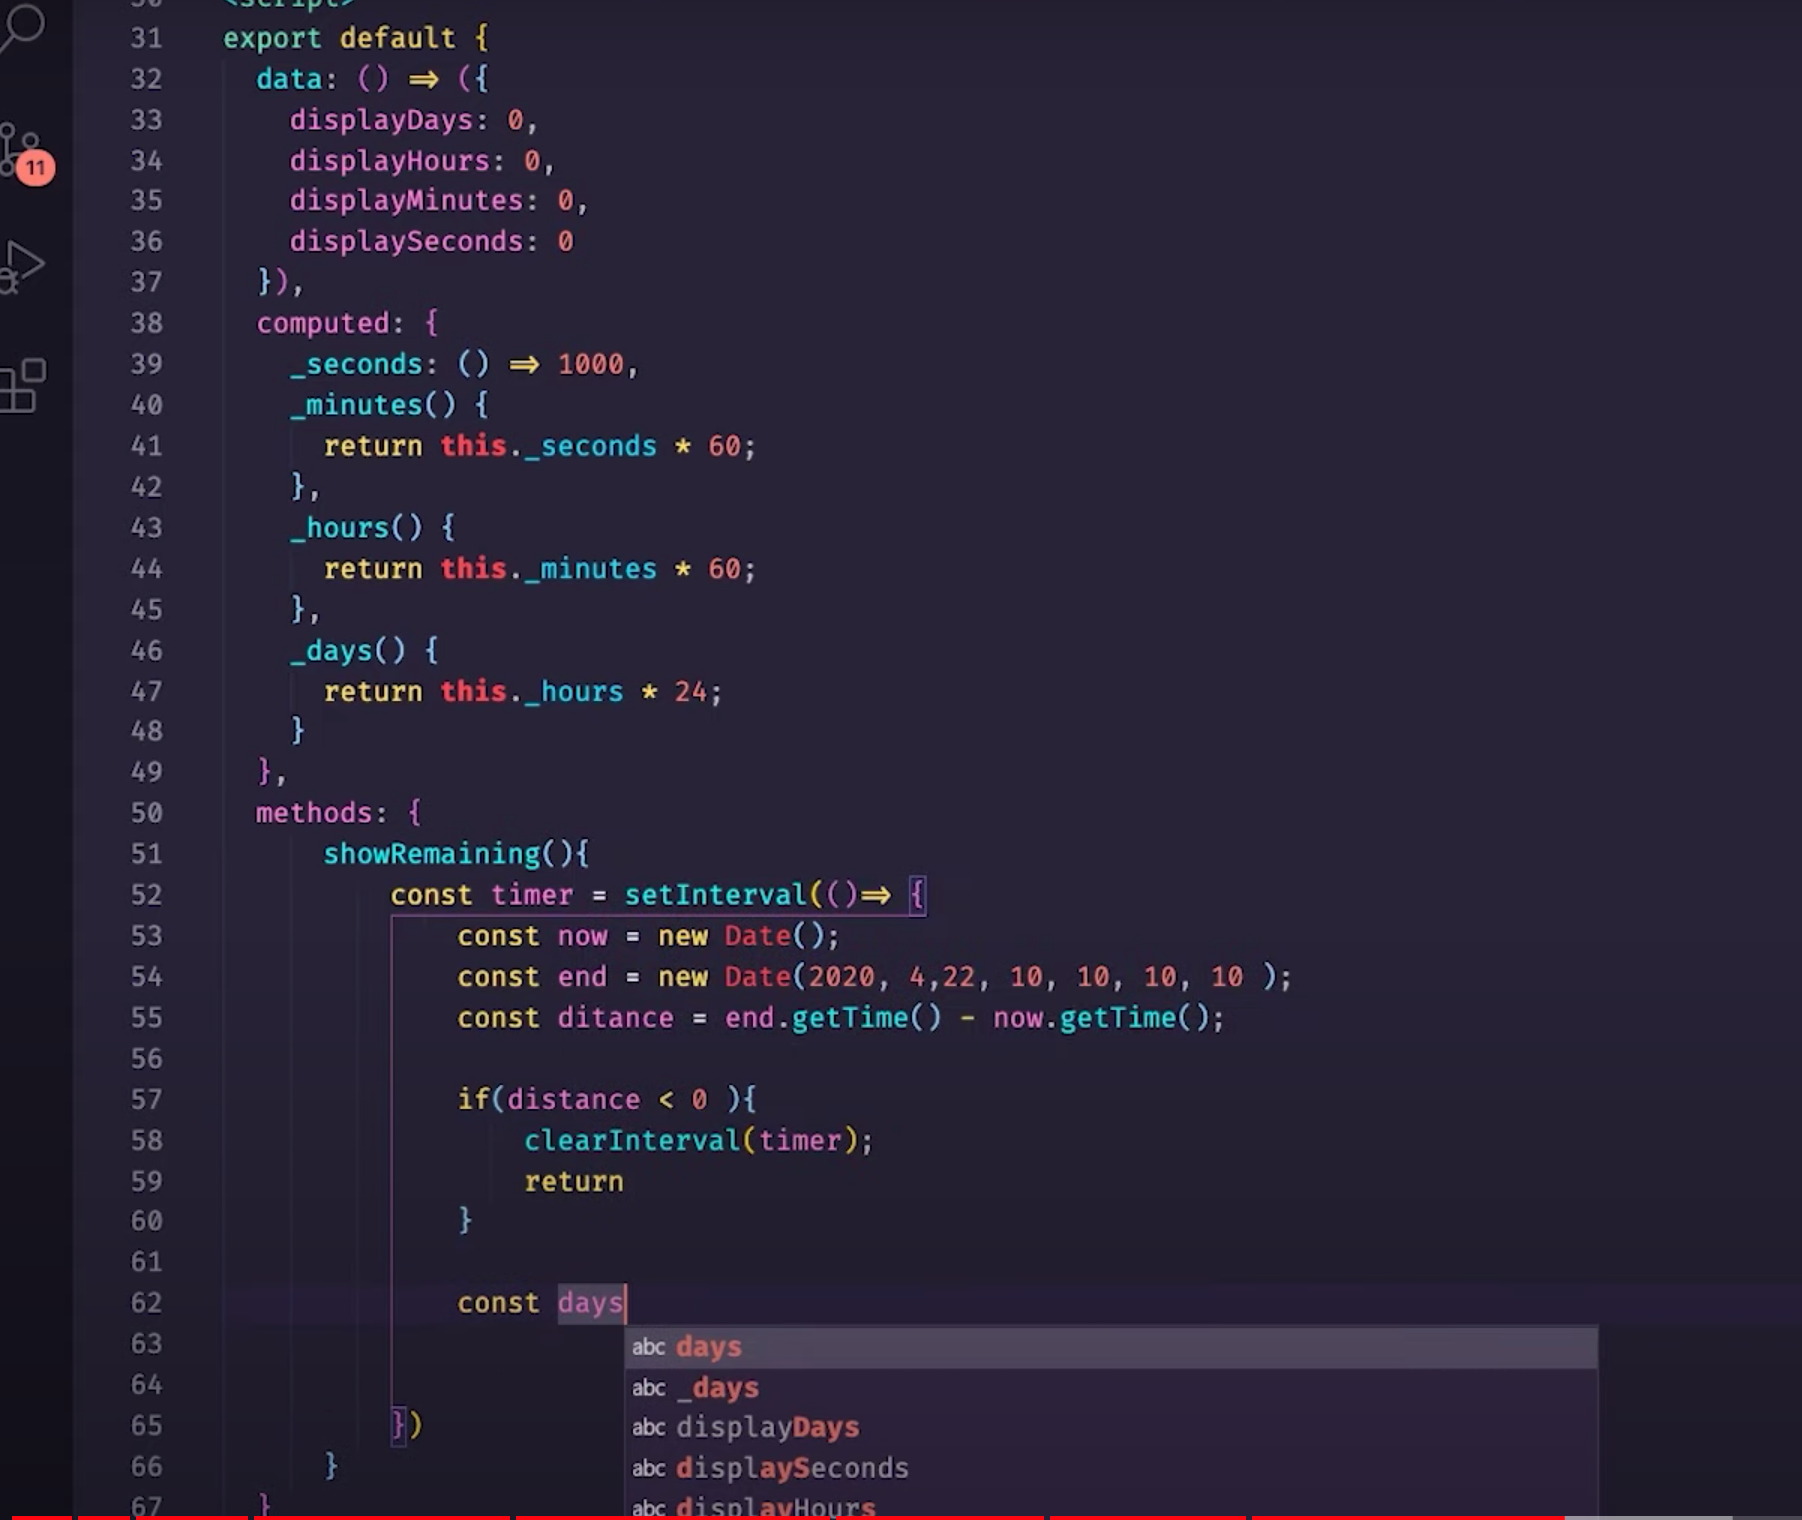 30 <script>
31 export default {
32 data: () => ({
33 displayDays: 0,
34 displayHours: 0,
35 displayMinutes: 0,
36 displaySeconds: 0
37 }),
38 computed: {
39 _seconds: () => 1000,
40 _minutes() {
41 return this._seconds * 60;
42 },
43 _hours() {
44 return this._minutes * 60;
45 },
46 _days() {
47 return this._hours * 24;
48 }
49 },
50 methods: {
51 showRemaining(){
52 const timer = setInterval(()=> {
53 const now = new Date();
54 const end = new Date(2020, 4,22, 10, 10, 10, 10 );
55 const ditance = end.getTime() - now.getTime();
56
57 if(distance < 0 ){
58 clearInterval(timer);
59 return
60 }
61
62 const days
63
64
65 })
66 }
67 }
abc days
abc _days
abc displayDays
abc displaySeconds
abc displayHours
11